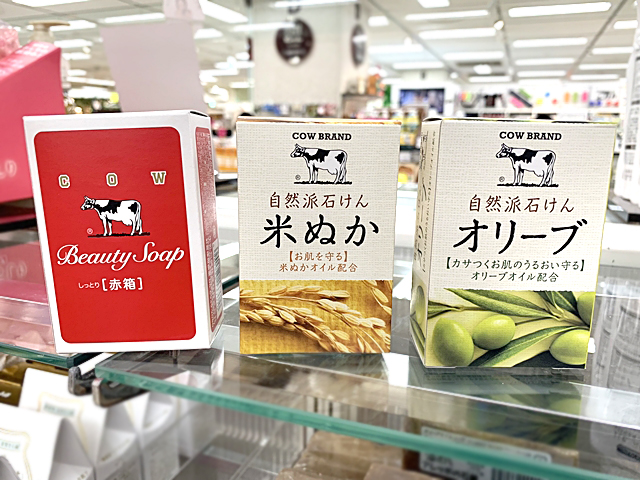 C O W
®
Beauty Soap
しっとり [赤箱]
COW BRAND
®
自然派石けん
米ぬか
【お肌を守る】
米ぬかオイル配合
COW BRAND
®
自然派石けん
オリーブ
【カサつくお肌のうるおい守る】
オリーブオイル配合